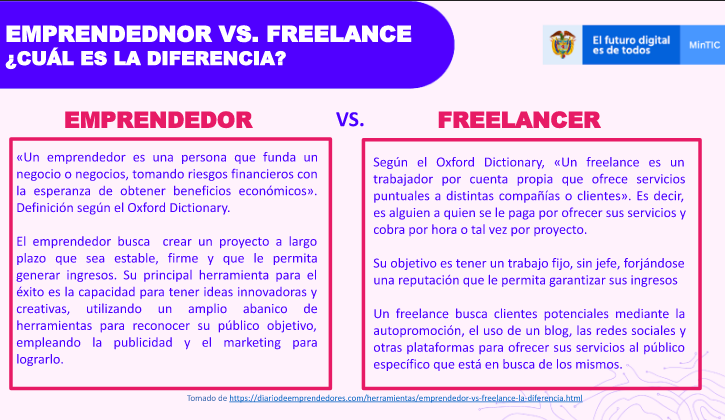 EMPRENDEDNOR VS. FREELANCE
¿CUÁL ES LA DIFERENCIA?
El futuro digital
es de todos
MinTIC
EMPRENDEDOR
VS.
FREELANCER
«Un emprendedor es una persona que funda un
negocio o negocios, tomando riesgos financieros con
la esperanza de obtener beneficios económicos».
Definición según el Oxford Dictionary.
El emprendedor busca crear un proyecto a largo
plazo que sea estable, firme y que le permita
generar ingresos. Su principal herramienta para el
éxito es la capacidad para tener ideas innovadoras y
creativas, utilizando un amplio abanico de
herramientas para reconocer su público objetivo,
empleando la publicidad y el marketing para
lograrlo.
Según el Oxford Dictionary, «Un freelance es un
trabajador por cuenta propia que ofrece servicios
puntuales a distintas compañías o clientes». Es decir,
es alguien a quien se le paga por ofrecer sus servicios y
cobra por hora o tal vez por proyecto.
Su objetivo es tener un trabajo fijo, sin jefe, forjándose
una reputación que le permita garantizar sus ingresos
Un freelance busca clientes potenciales mediante la
autopromoción, el uso de un blog, las redes sociales y
otras plataformas para ofrecer sus servicios al público
específico que está en busca de los mismos.
Tomado de https://diariodeemprendedores.com/herramientas/emprendedor-vs-freelance-la-diferencia.html